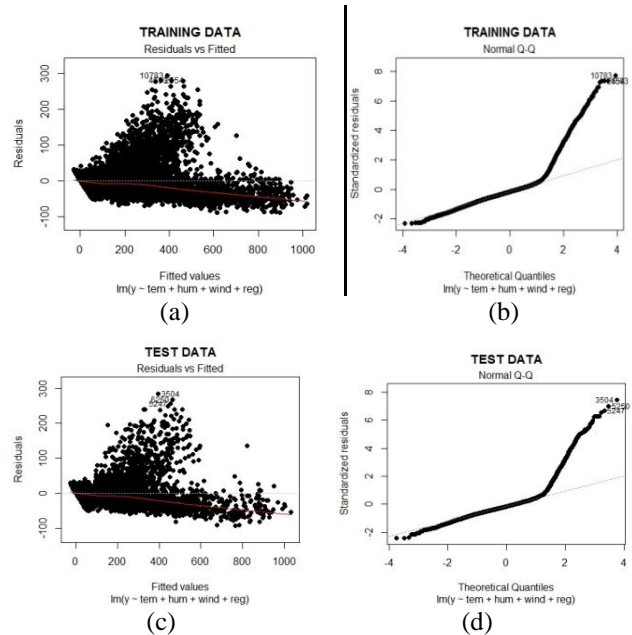 TRAINING DATA
Residuals vs Fitted
Residuals
300
200
100
0
-100
10783
0 200 400 600 800 1000
Fitted values
lm(y ~ tem + hum + wind + reg)
(a)
TRAINING DATA
Normal Q-Q
Standardized residuals
8
6
4
2
0
-2
10783
-4 -2 0 2 4
Theoretical Quantiles
lm(y ~ tem + hum + wind + reg)
(b)
TEST DATA
Residuals vs Fitted
Residuals
300
200
100
0
-100
3504
5250
5247
0 200 400 600 800 1000
Fitted values
lm(y ~ tem + hum + wind + reg)
(c)
TEST DATA
Normal Q-Q
Standardized residuals
8
6
4
2
0
-2
3504
5250
5247
-4 -2 0 2 4
Theoretical Quantiles
lm(y ~ tem + hum + wind + reg)
(d)